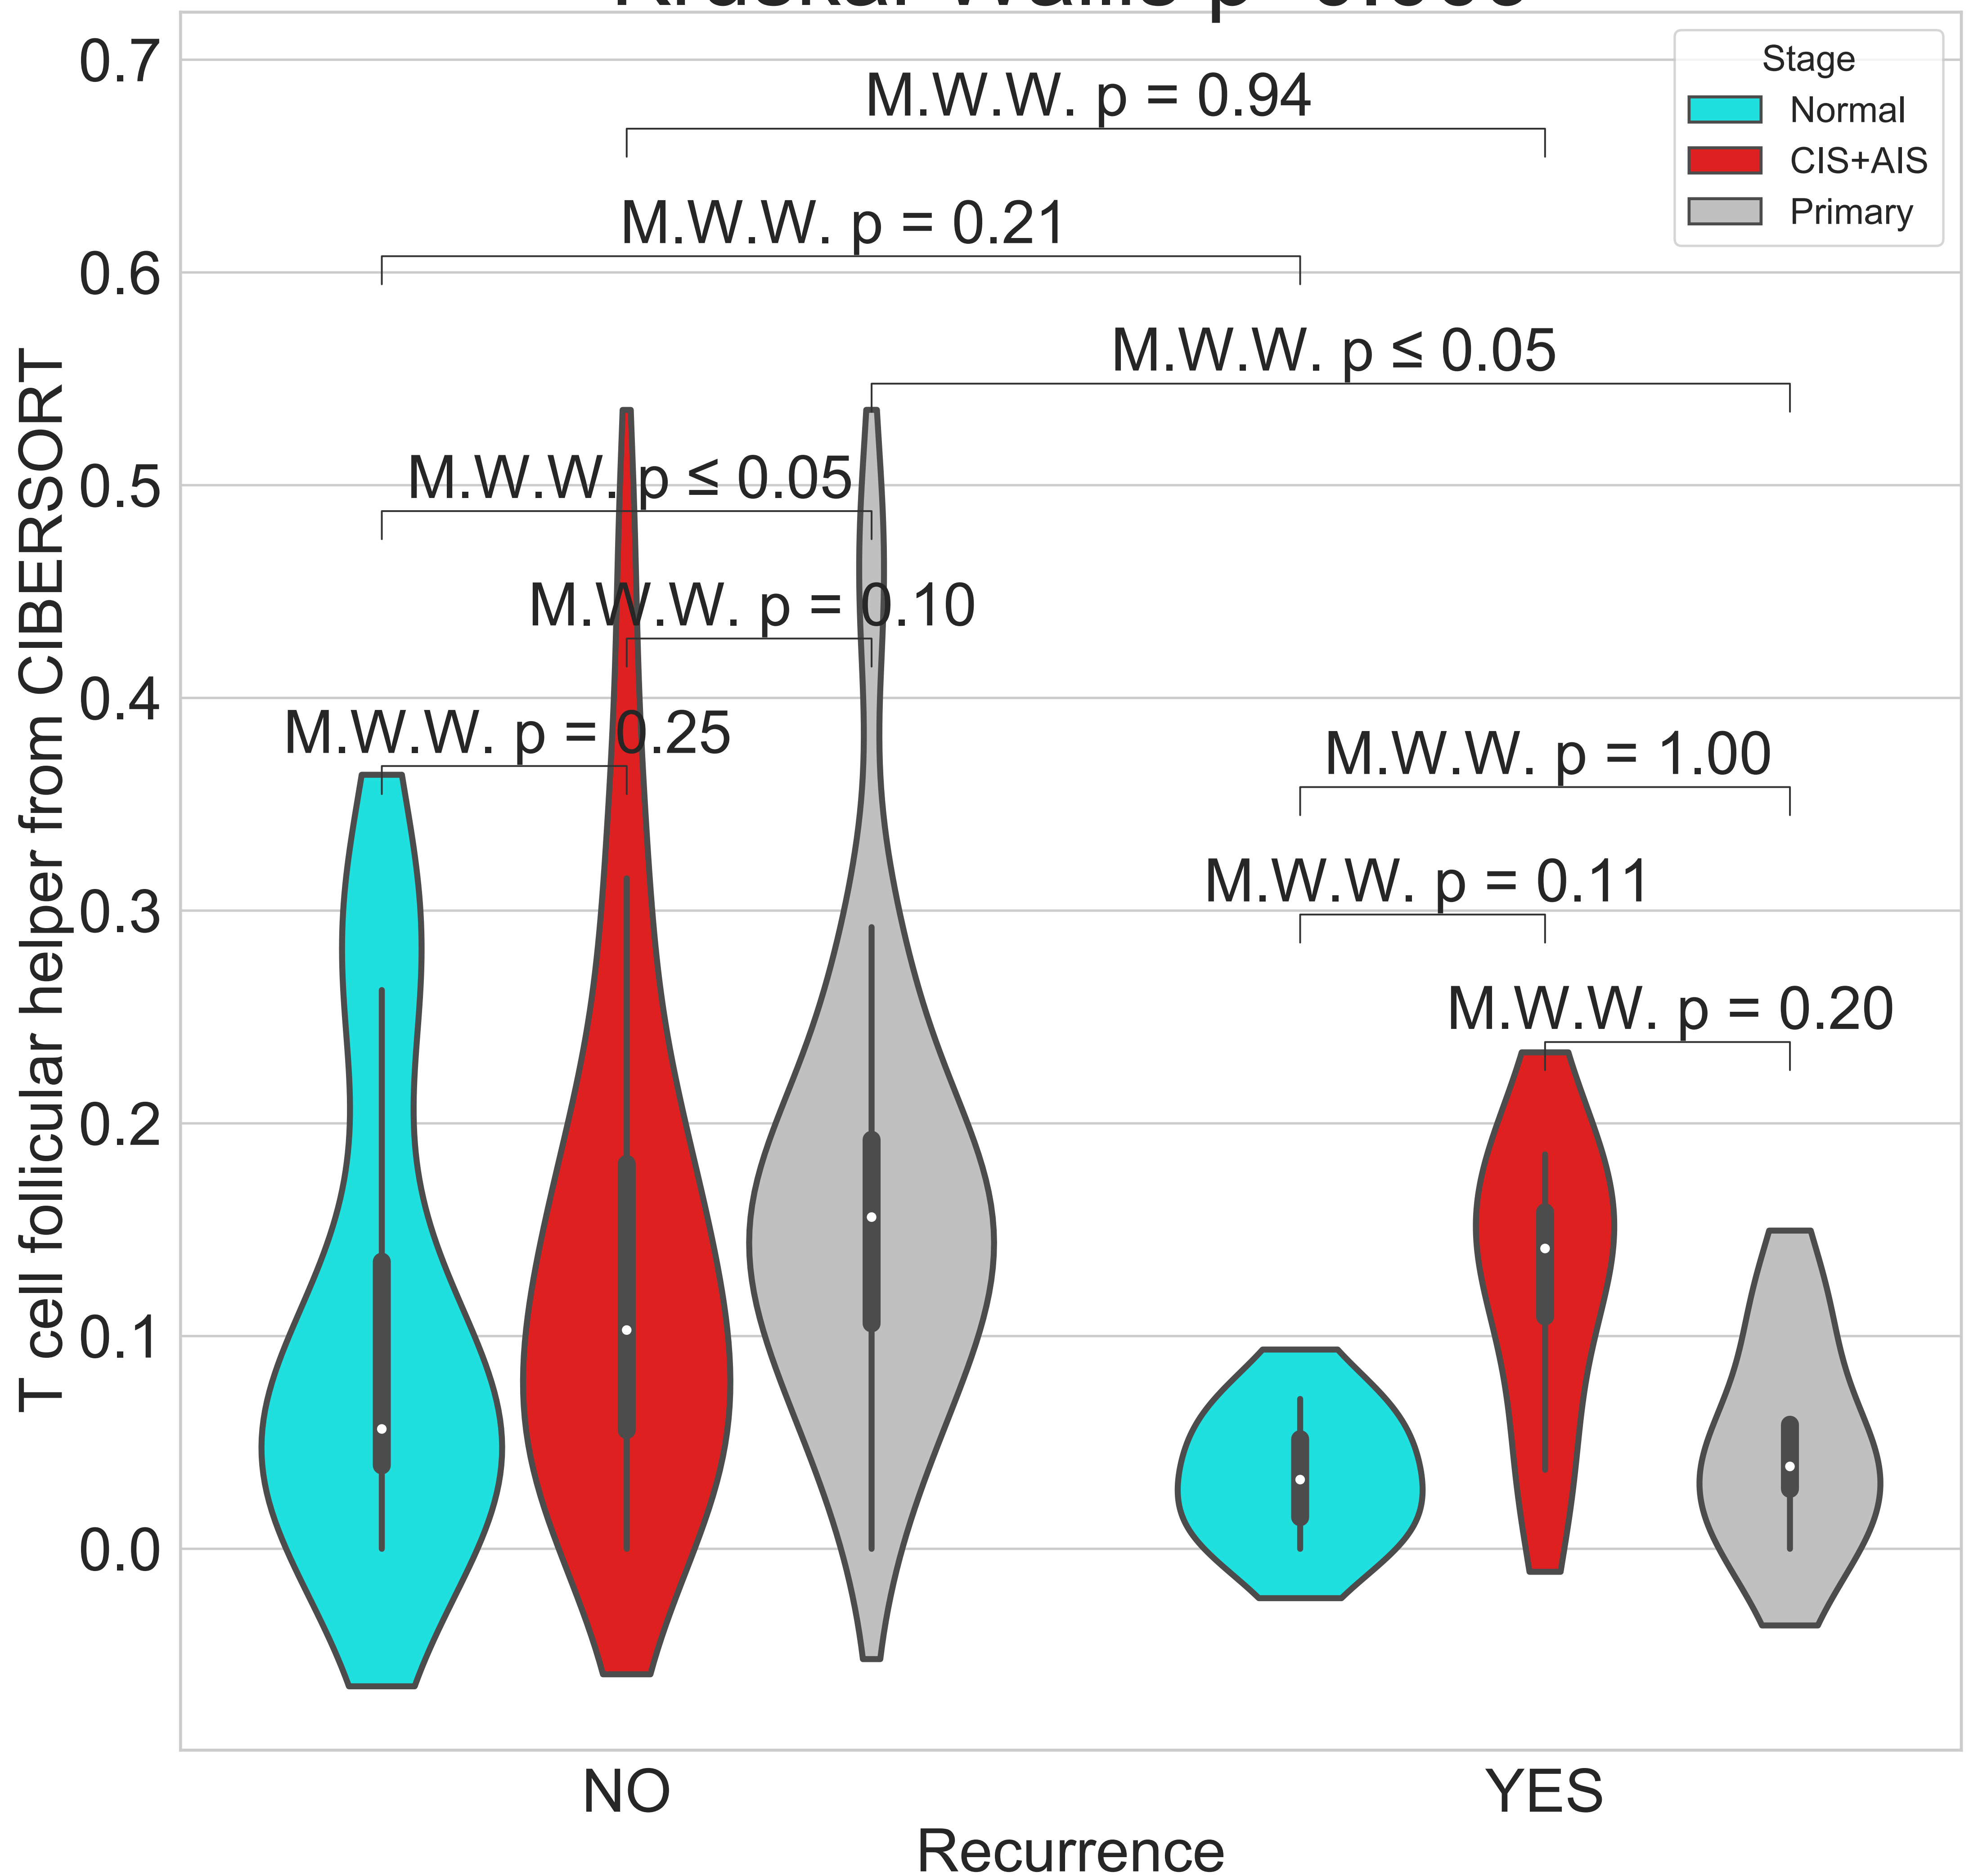 0.7
0.6
0.5
0.4
0.3
0.2
0.1
0.0
T cell follicular helper from CIBERSORT
Stage
Normal
CIS+AIS
Primary
M.W.W. p = 0.94
M.W.W. p = 0.21
M.W.W. p ≤ 0.05
M.W.W. p ≤ 0.05
M.W.W. p = 0.10
M.W.W. p = 0.25
M.W.W. p = 1.00
M.W.W. p = 0.11
M.W.W. p = 0.20
NO
YES
Recurrence